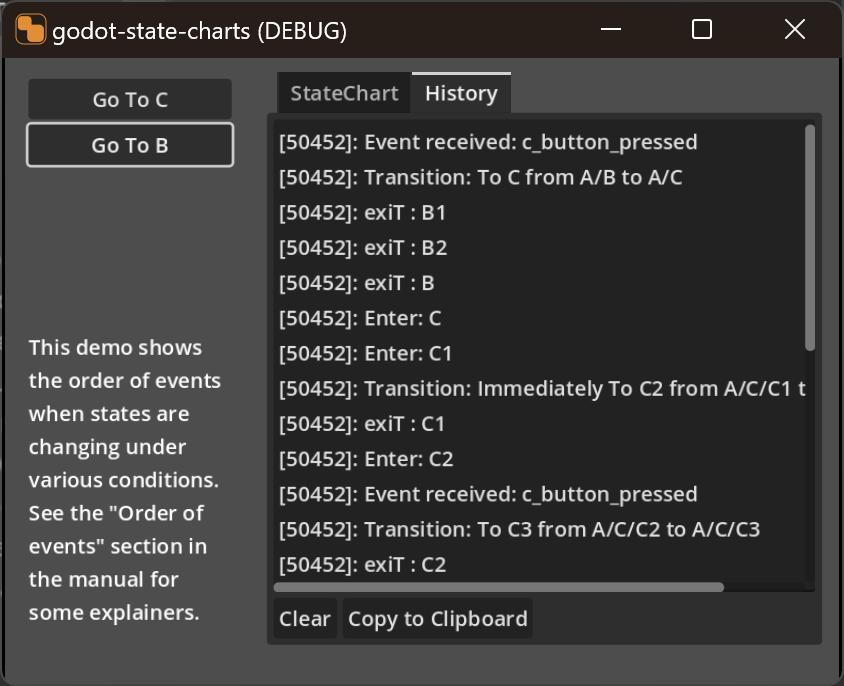 godot-state-charts (DEBUG)
Go To C
Go To B
This demo shows
the order of events
when states are
changing under
various conditions.
See the "Order of
events" section in
the manual for
some explainers.
StateChart
History
[50452]: Event received: c_button_pressed
[50452]: Transition: To C from A/B to A/C
[50452]: exiT : B1
[50452]: exiT : B2
[50452]: exiT : B
[50452]: Enter: C
[50452]: Enter: C1
[50452]: Transition: Immediately To C2 from A/C/C1 t
[50452]: exiT : C1
[50452]: Enter: C2
[50452]: Event received: c_button_pressed
[50452]: Transition: To C3 from A/C/C2 to A/C/C3
[50452]: exiT : C2
Clear
Copy to Clipboard